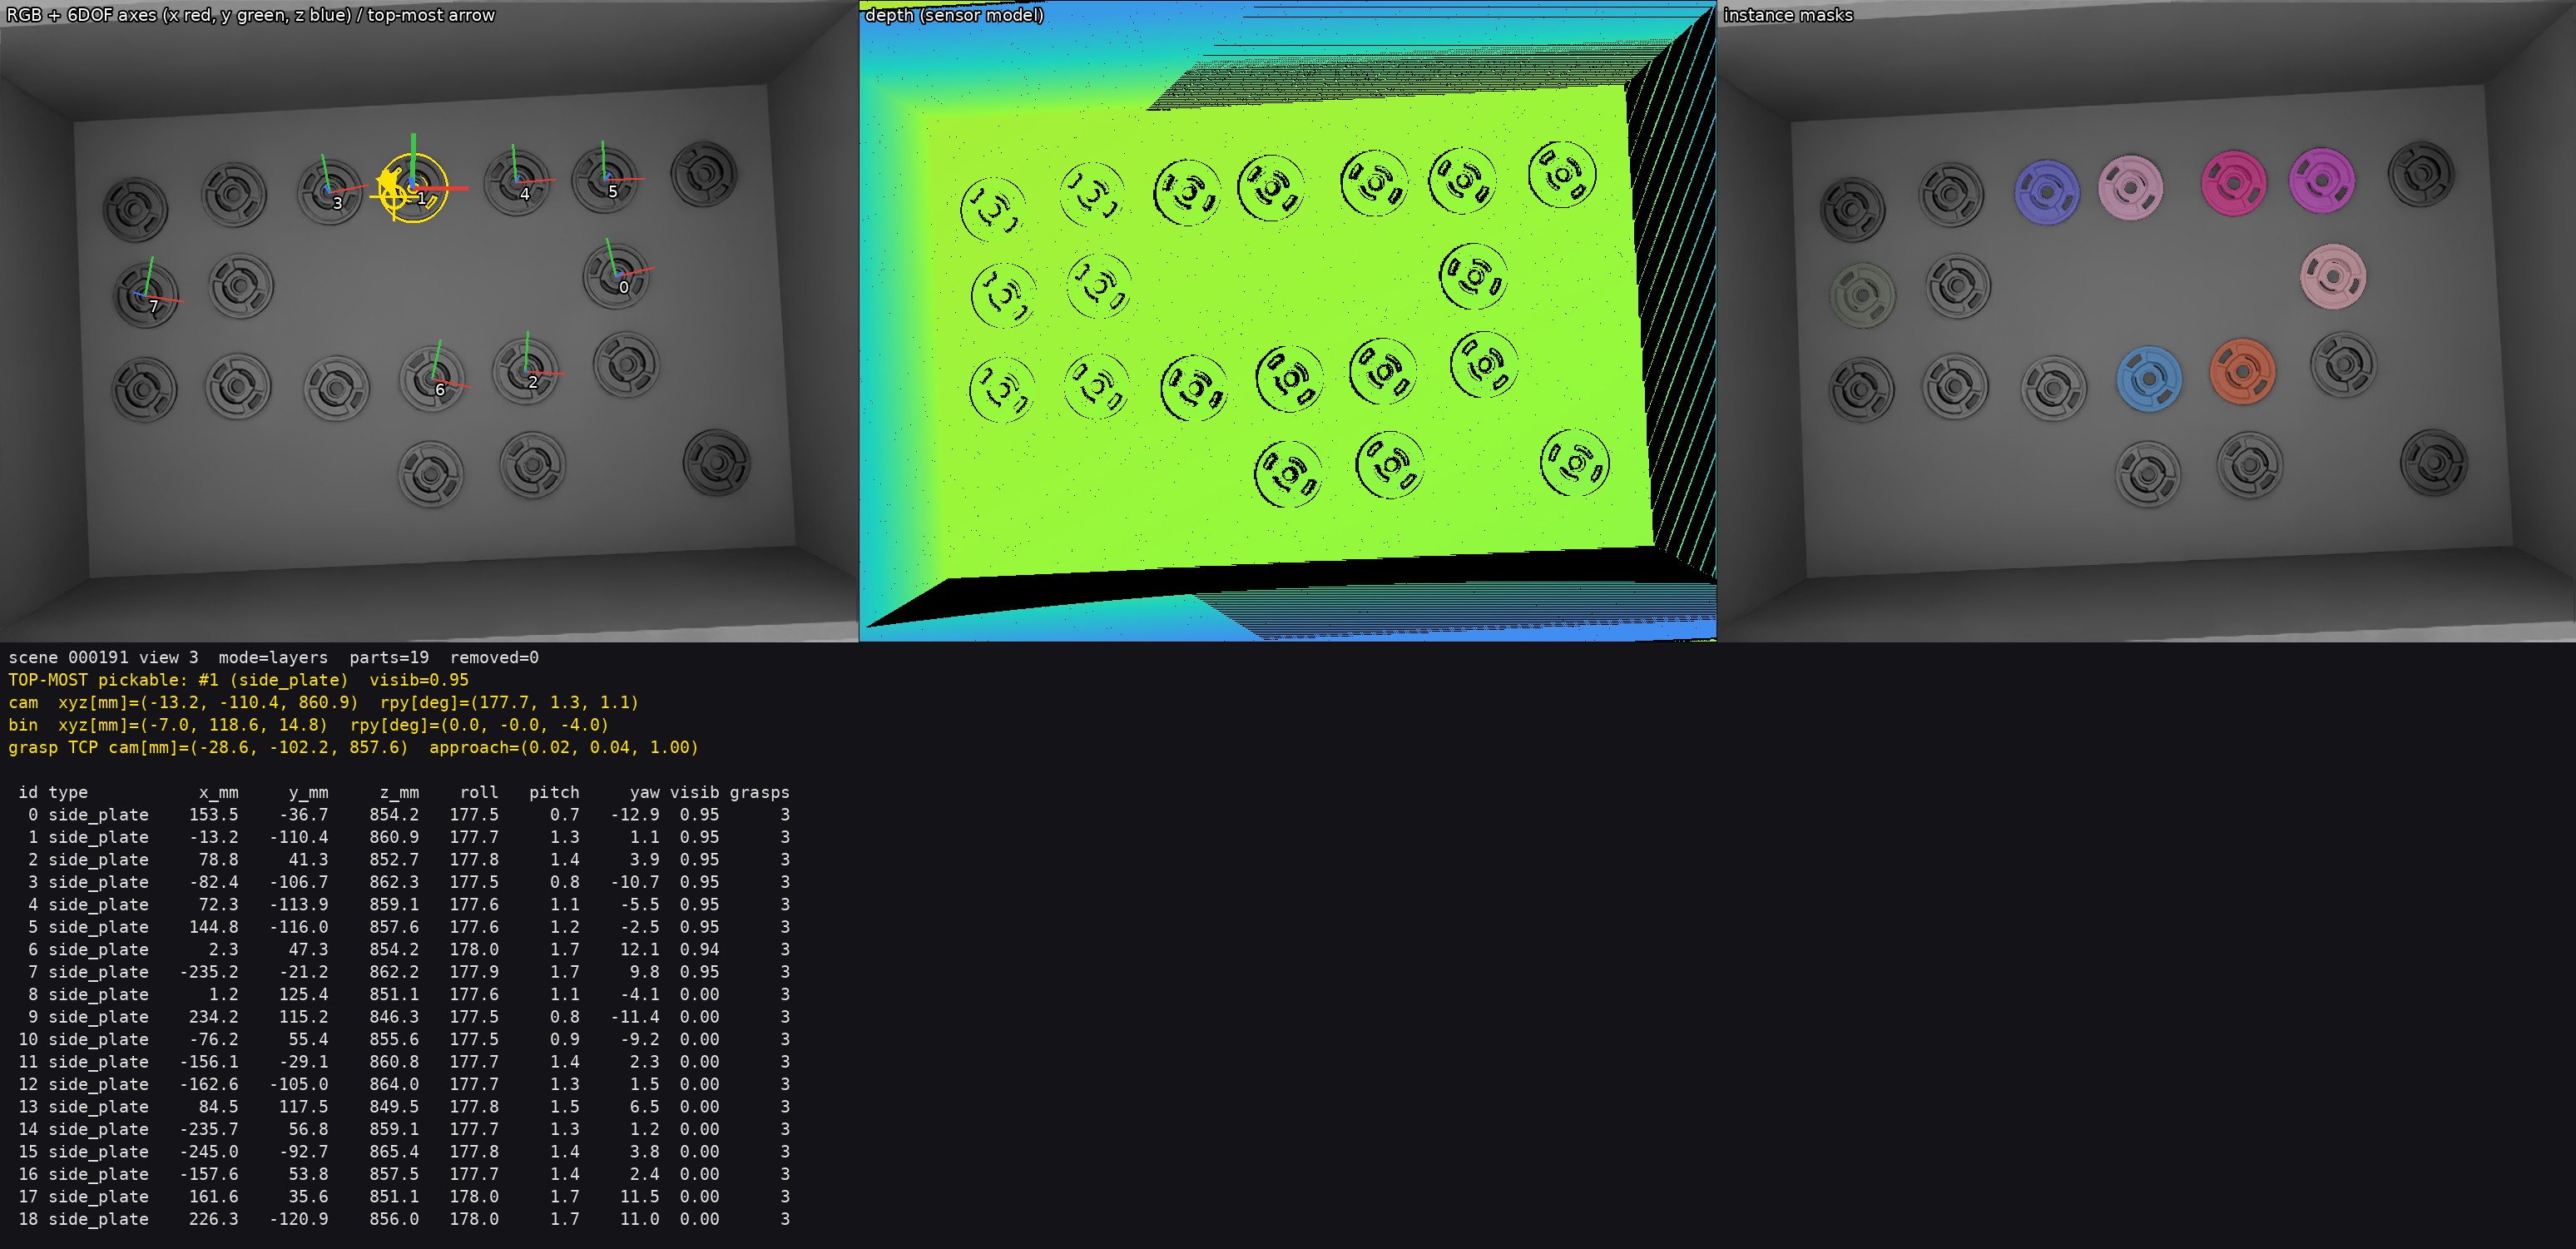 RGB + 6DOF axes (x red, y green, z blue) / top-most arrow
depth (sensor model)
instance masks
3
1
4
5
7
0
6
2
scene 000191 view 3  mode=layers  parts=19  removed=0
TOP-MOST pickable: #1 (side_plate)  visib=0.95
cam  xyz[mm]=(-13.2, -110.4, 860.9)  rpy[deg]=(177.7, 1.3, 1.1)
bin  xyz[mm]=(-7.0, 118.6, 14.8)  rpy[deg]=(0.0, -0.0, -4.0)
grasp TCP cam[mm]=(-28.6, -102.2, 857.6)  approach=(0.02, 0.04, 1.00)
id type x_mm y_mm z_mm roll pitch yaw visib grasps
0 side_plate 153.5 -36.7 854.2 177.5 0.7 -12.9 0.95 3
1 side_plate -13.2 -110.4 860.9 177.7 1.3 1.1 0.95 3
2 side_plate 78.8 41.3 852.7 177.8 1.4 3.9 0.95 3
3 side_plate -82.4 -106.7 862.3 177.5 0.8 -10.7 0.95 3
4 side_plate 72.3 -113.9 859.1 177.6 1.1 -5.5 0.95 3
5 side_plate 144.8 -116.0 857.6 177.6 1.2 -2.5 0.95 3
6 side_plate 2.3 47.3 854.2 178.0 1.7 12.1 0.94 3
7 side_plate -235.2 -21.2 862.2 177.9 1.7 9.8 0.95 3
8 side_plate 1.2 125.4 851.1 177.6 1.1 -4.1 0.00 3
9 side_plate 234.2 115.2 846.3 177.5 0.8 -11.4 0.00 3
10 side_plate -76.2 55.4 855.6 177.5 0.9 -9.2 0.00 3
11 side_plate -156.1 -29.1 860.8 177.7 1.4 2.3 0.00 3
12 side_plate -162.6 -105.0 864.0 177.7 1.3 1.5 0.00 3
13 side_plate 84.5 117.5 849.5 177.8 1.5 6.5 0.00 3
14 side_plate -235.7 56.8 859.1 177.7 1.3 1.2 0.00 3
15 side_plate -245.0 -92.7 865.4 177.8 1.4 3.8 0.00 3
16 side_plate -157.6 53.8 857.5 177.7 1.4 2.4 0.00 3
17 side_plate 161.6 35.6 851.1 178.0 1.7 11.5 0.00 3
18 side_plate 226.3 -120.9 856.0 178.0 1.7 11.0 0.00 3